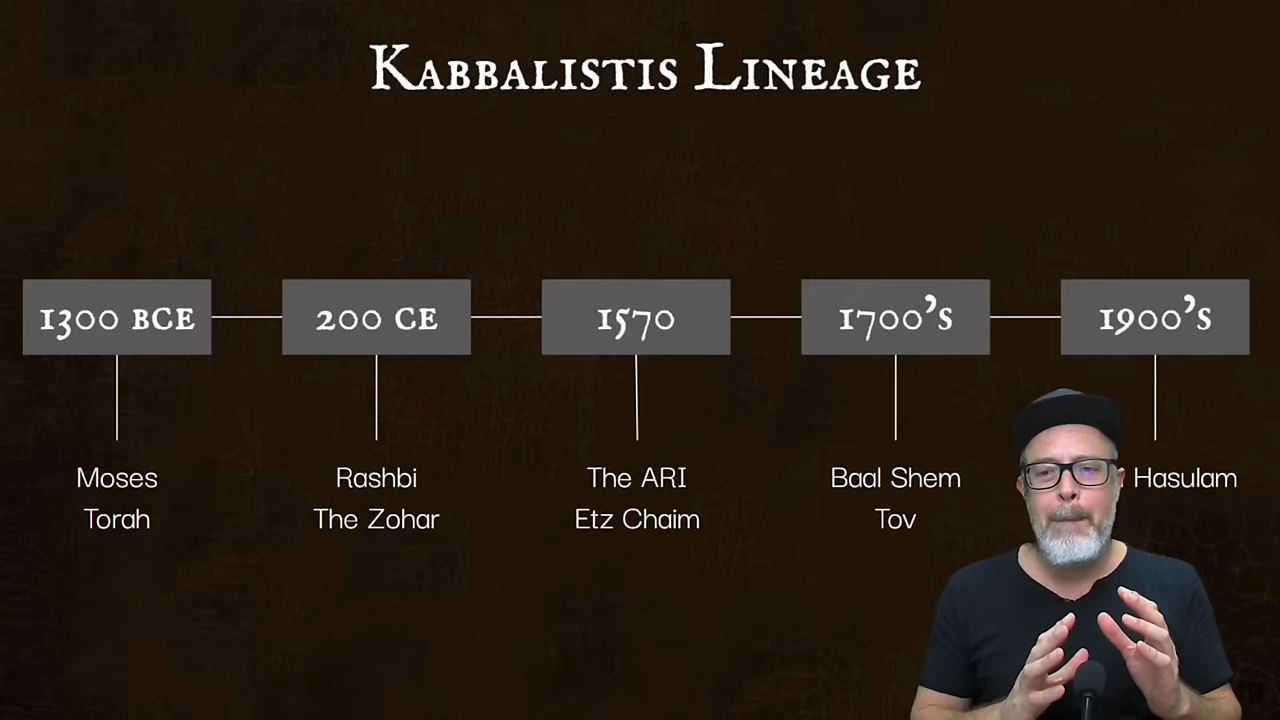 Kabbalistis Lineage
1300 BCE
200 CE
1570
1700's
1900's
Moses
Torah
Rashbi
The Zohar
The ARI
Etz Chaim
Baal Shem
Tov
Hasulam